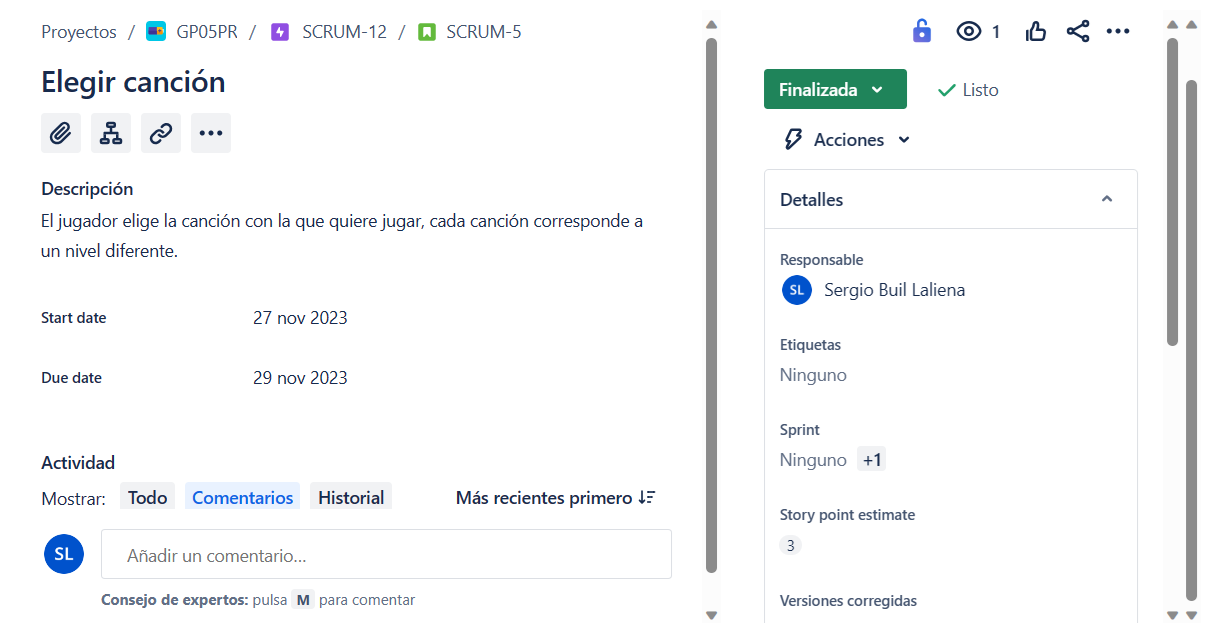 Proyectos / GP05PR / SCRUM-12 / SCRUM-5
Elegir canción
Descripción
El jugador elige la canción con la que quiere jugar, cada canción corresponde a
un nivel diferente.
Start date 27 nov 2023
Due date 29 nov 2023
Actividad
Mostrar: Todo Comentarios Historial Más recientes primero
SL Añadir un comentario...
Consejo de expertos: pulsa M para comentar
1
Finalizada Listo
Acciones
Detalles
Responsable
SL Sergio Buil Laliena
Etiquetas
Ninguno
Sprint
Ninguno +1
Story point estimate
3
Versiones corregidas